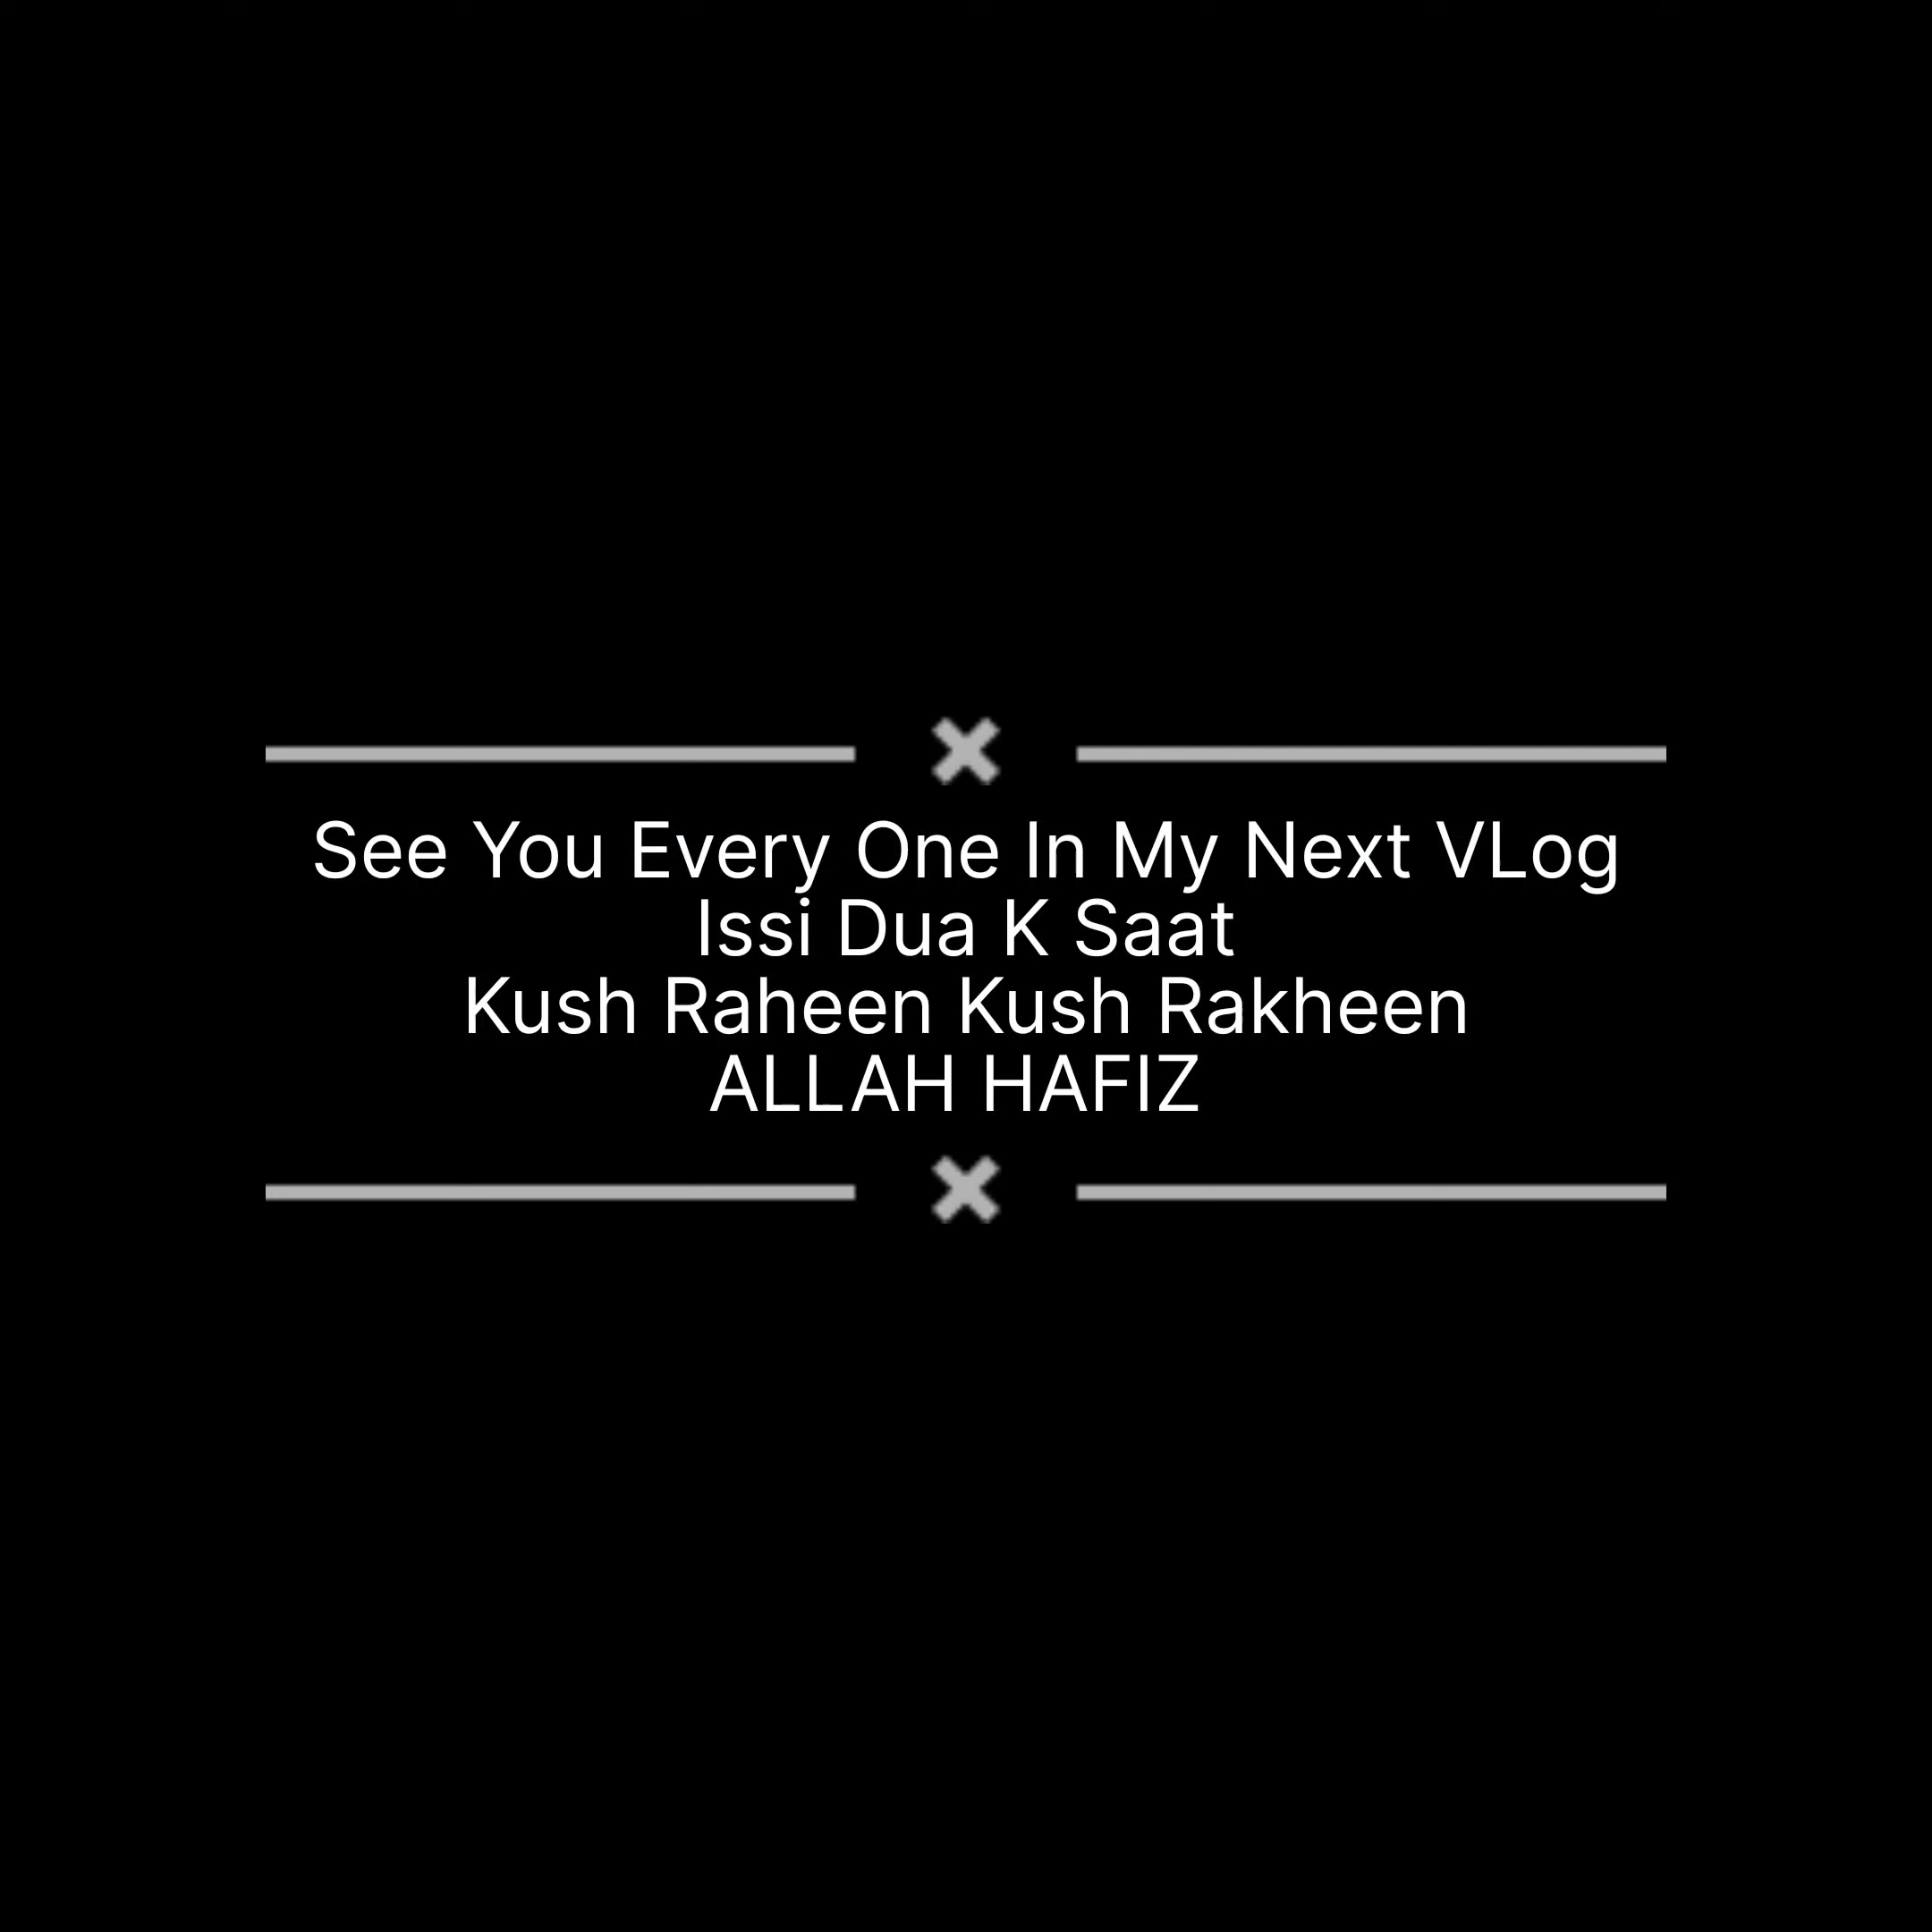 See You Every One In My Next VLog
Issi Dua K Saat
Kush Raheen Kush Rakheen
ALLAH HAFIZ